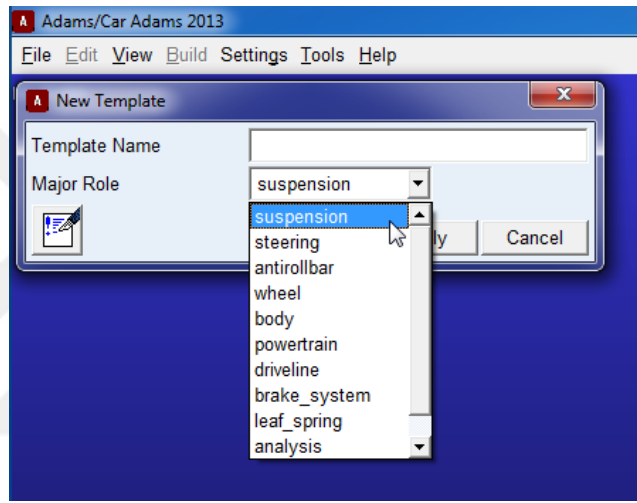 Adams/Car Adams 2013
File Edit View Build Settings Tools Help
New Template
Template Name
Major Role suspension
suspension
steering
antirollbar
wheel
body
powertrain
driveline
brake_system
leaf_spring
analysis
ly Cancel